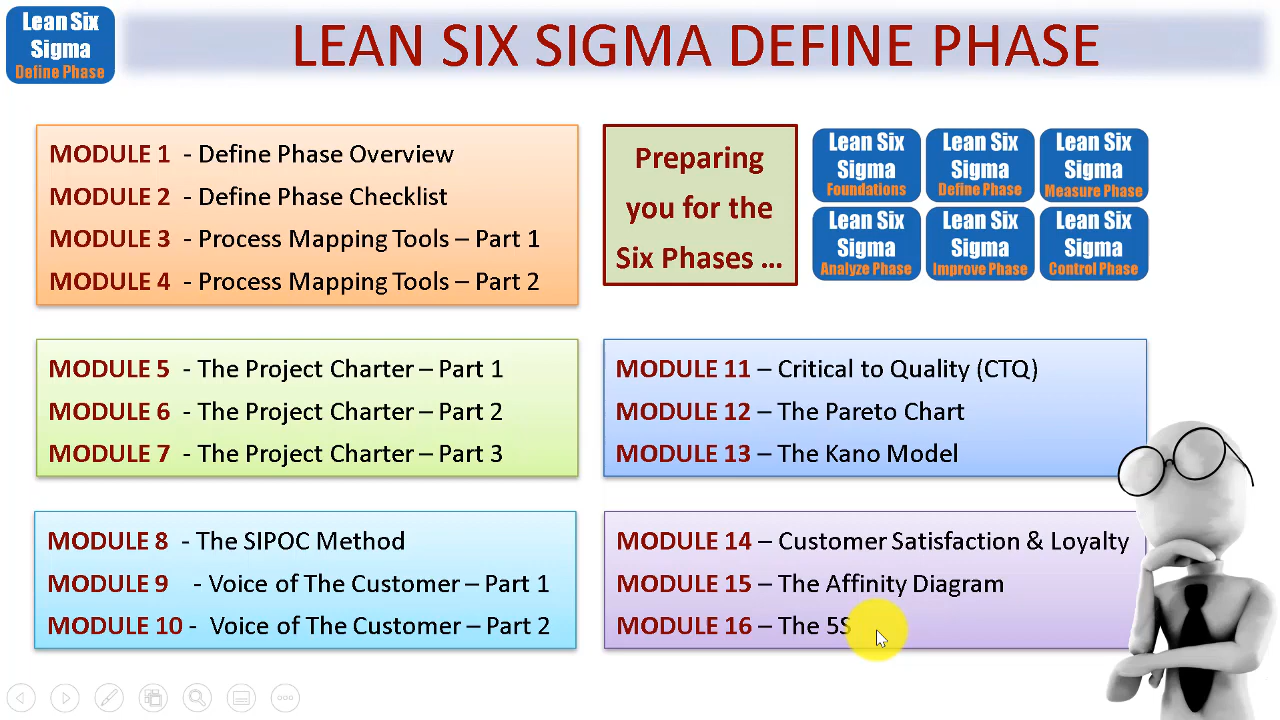 Lean Six
Sigma
Define Phase
LEAN SIX SIGMA DEFINE PHASE
MODULE 1 - Define Phase Overview
MODULE 2 - Define Phase Checklist
MODULE 3 - Process Mapping Tools – Part 1
MODULE 4 - Process Mapping Tools – Part 2
Preparing
you for the
Six Phases ...
Lean Six
Sigma
Foundations
Lean Six
Sigma
Define Phase
Lean Six
Sigma
Measure Phase
Lean Six
Sigma
Analyze Phase
Lean Six
Sigma
Improve Phase
Lean Six
Sigma
Control Phase
MODULE 5 - The Project Charter – Part 1
MODULE 6 - The Project Charter – Part 2
MODULE 7 - The Project Charter – Part 3
MODULE 11 – Critical to Quality (CTQ)
MODULE 12 – The Pareto Chart
MODULE 13 – The Kano Model
MODULE 8 - The SIPOC Method
MODULE 9 - Voice of The Customer – Part 1
MODULE 10 - Voice of The Customer – Part 2
MODULE 14 – Customer Satisfaction & Loyalty
MODULE 15 – The Affinity Diagram
MODULE 16 – The 5S